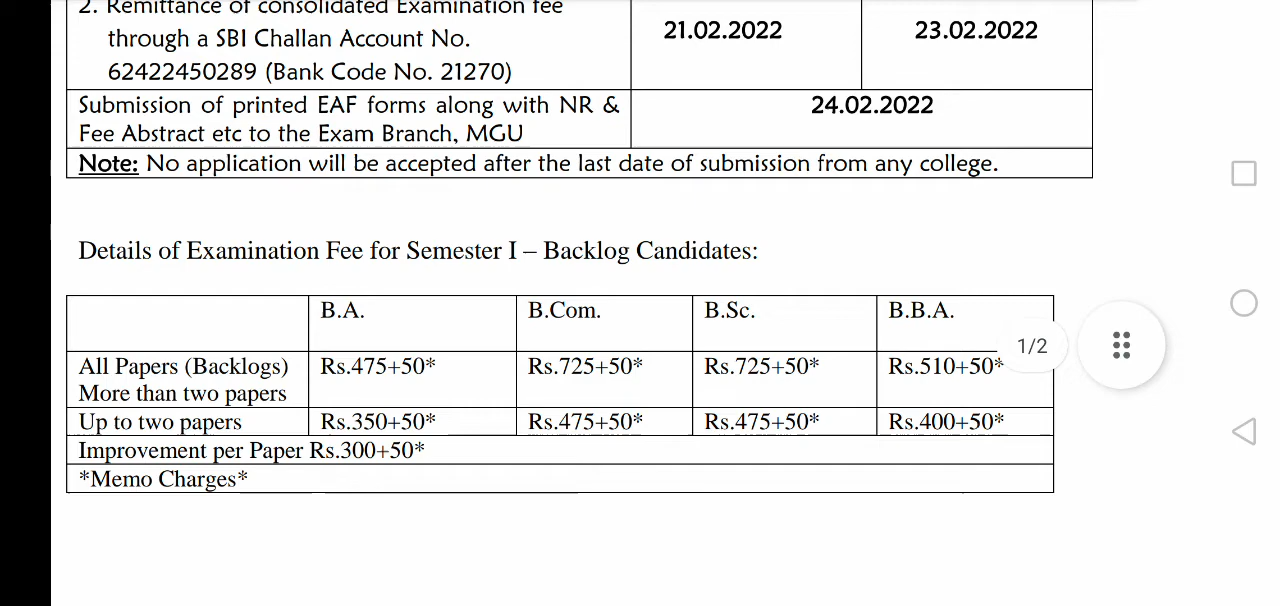 2. Remittance of consolidated Examination fee
through a SBI Challan Account No.
62422450289 (Bank Code No. 21270)
21.02.2022
23.02.2022
Submission of printed EAF forms along with NR &
Fee Abstract etc to the Exam Branch, MGU
24.02.2022
Note: No application will be accepted after the last date of submission from any college.
Details of Examination Fee for Semester I – Backlog Candidates:
B.A. B.Com. B.Sc. B.B.A.
1/2
All Papers (Backlogs)
More than two papers
Rs.475+50* Rs.725+50* Rs.725+50* Rs.510+50*
Up to two papers Rs.350+50* Rs.475+50* Rs.475+50* Rs.400+50*
Improvement per Paper Rs.300+50*
*Memo Charges*